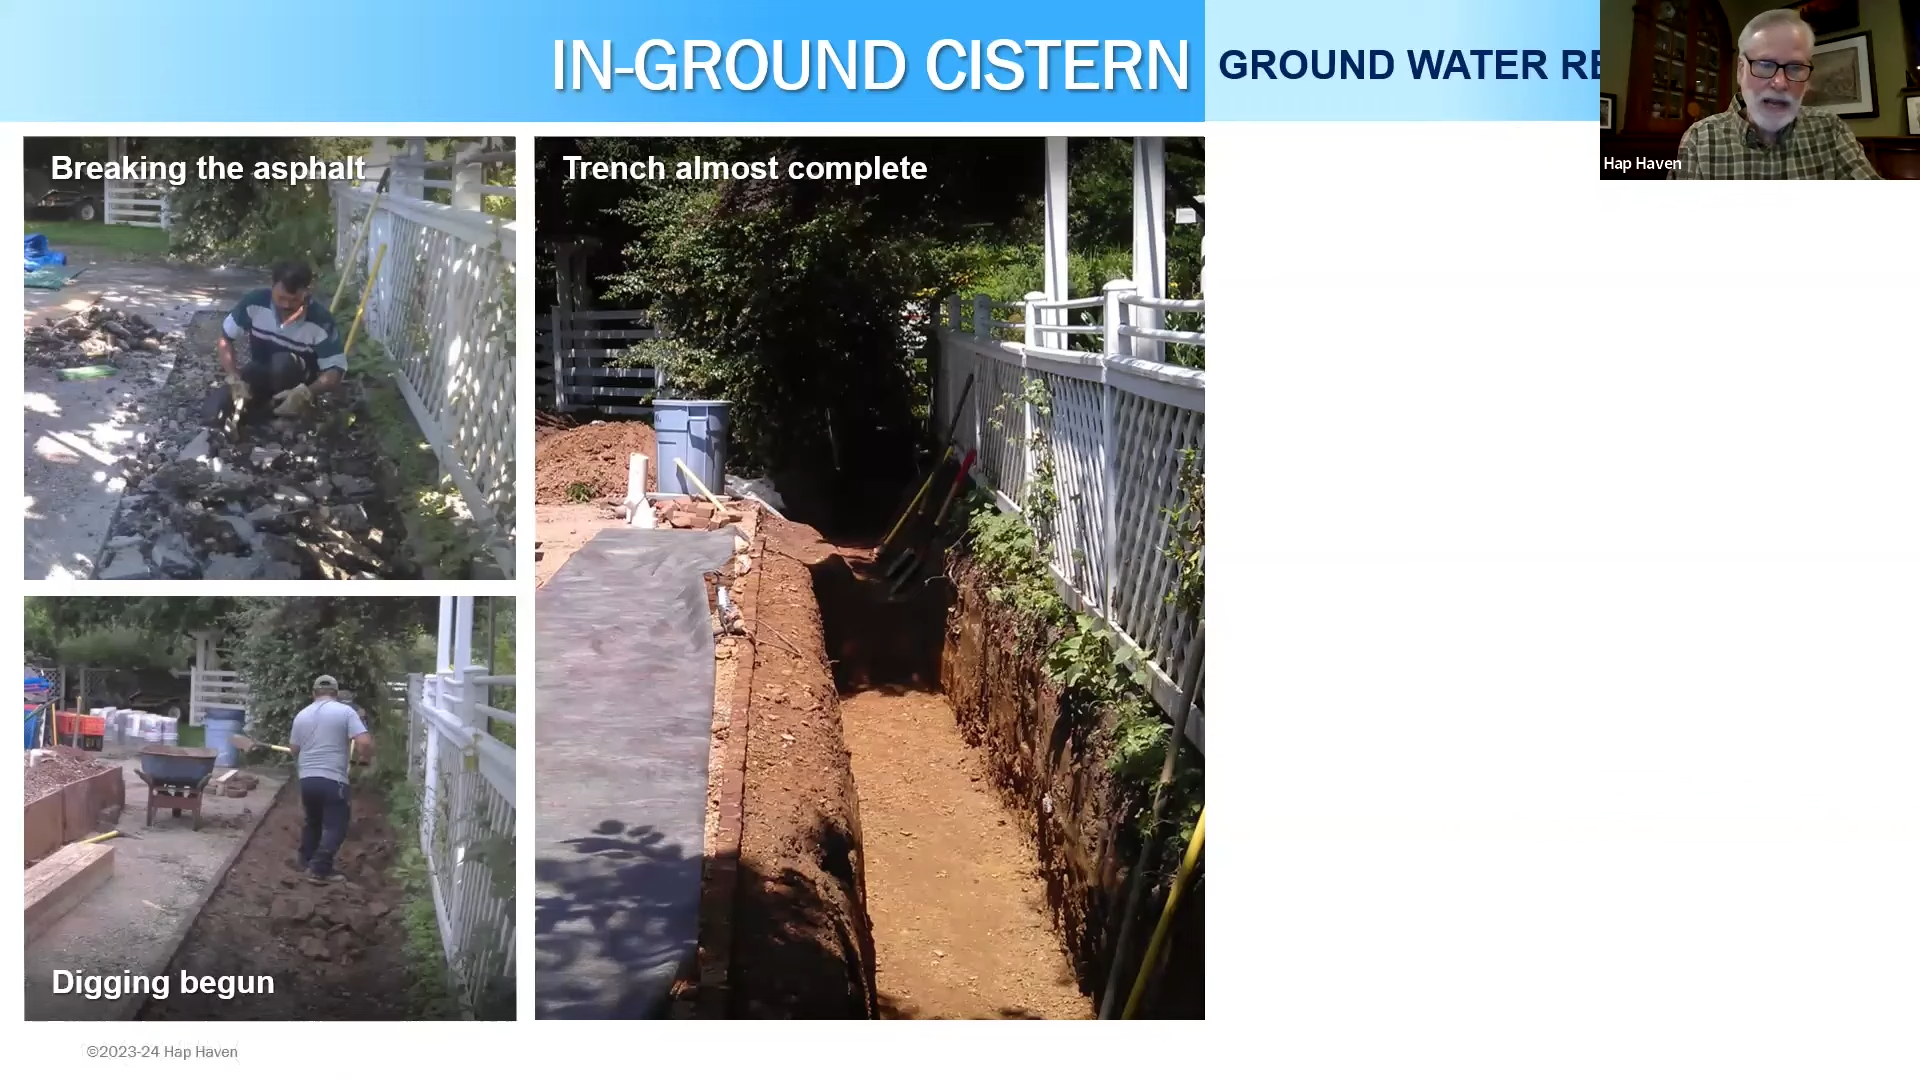 IN-GROUND CISTERN
GROUND WATER
Hap Haven
Breaking the asphalt
Trench almost complete
Digging begun
©2023-24 Hap Haven